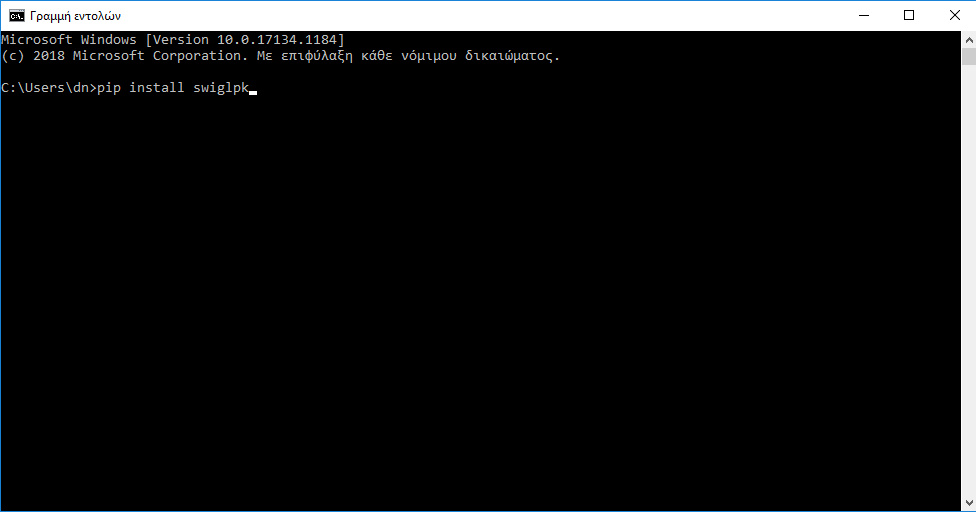 Γραμμή εντολών
Microsoft Windows [Version 10.0.17134.1184]
(c) 2018 Microsoft Corporation. Με επιφύλαξη κάθε νόμιμου δικαιώματος.
C:\Users\dn>pip install swiglpk